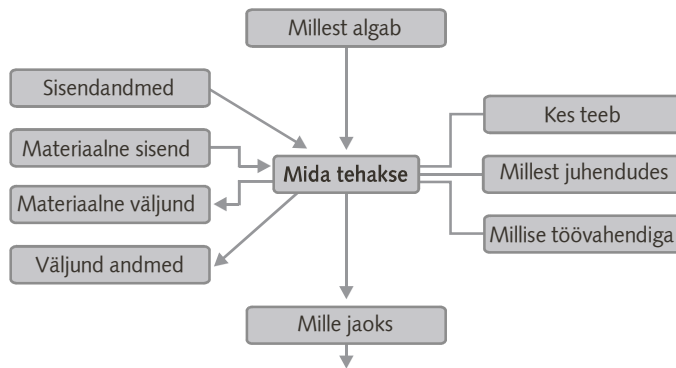 Millest algab
Sisendandmed
Kes teeb
Materiaalne sisend
Mida tehakse
Millest juhendudes
Materiaalne väljund
Millise töövahendiga
Väljund andmed
Mille jaoks